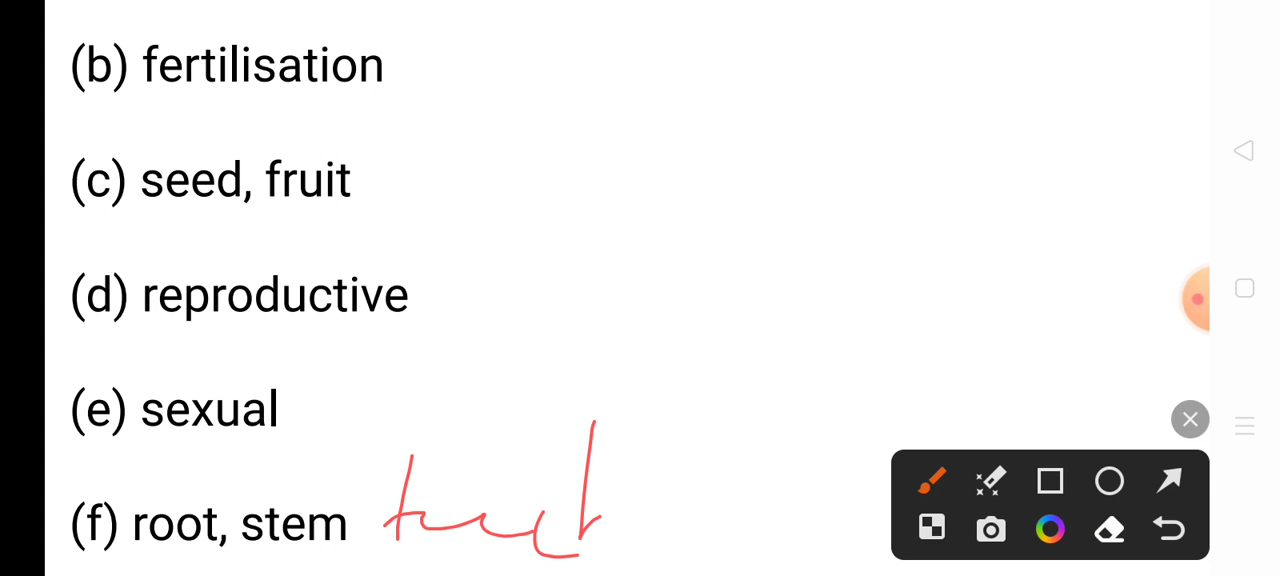 (b) fertilisation
(c) seed, fruit
(d) reproductive
(e) sexual
(f) root, stem